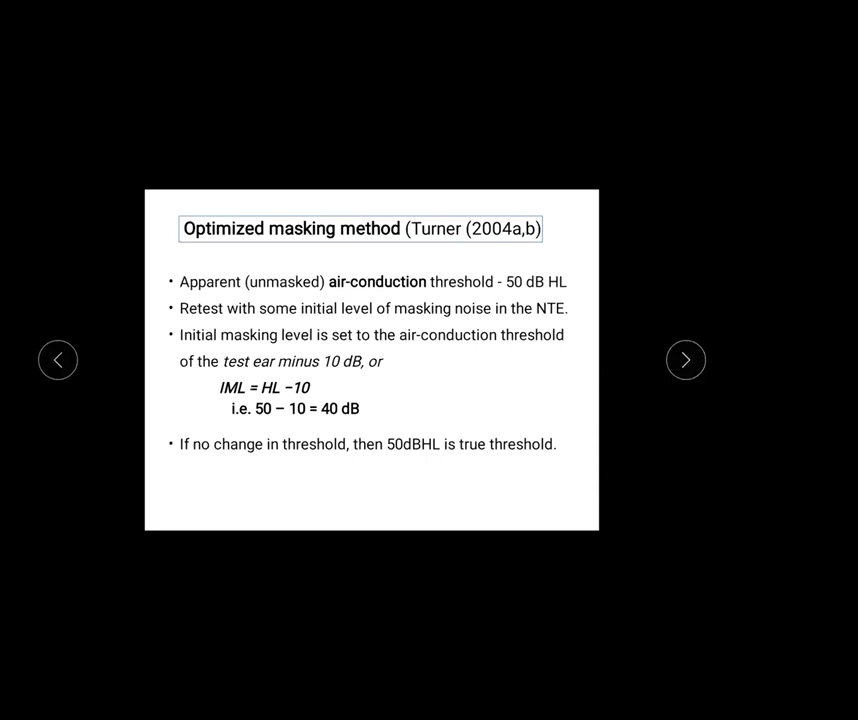 Optimized masking method (Turner (2004a,b)
• Apparent (unmasked) air-conduction threshold - 50 dB HL
• Retest with some initial level of masking noise in the NTE.
• Initial masking level is set to the air-conduction threshold
of the test ear minus 10 dB, or
IML = HL −10
i.e. 50 – 10 = 40 dB
• If no change in threshold, then 50dBHL is true threshold.